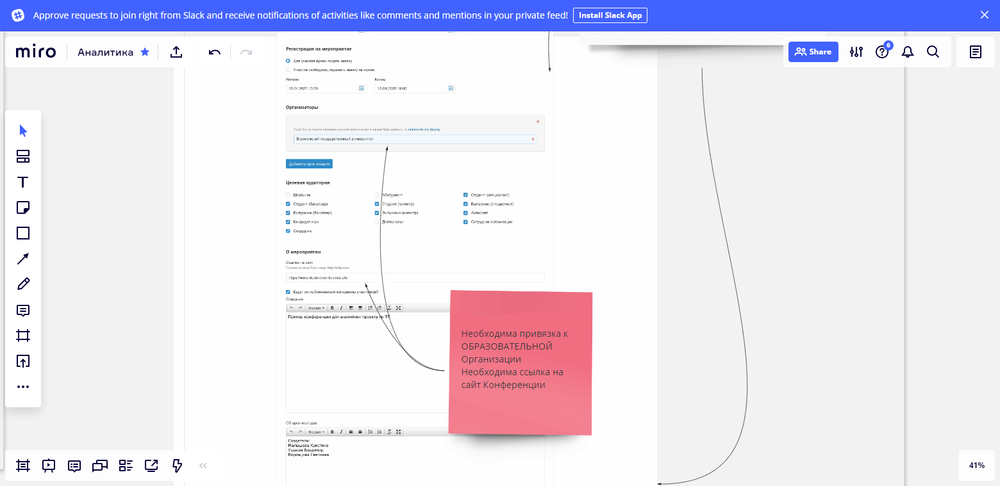 Approve requests to join right from Slack and receive notifications of activities like comments and mentions in your private feed! Install Slack App
miro Аналитика Share 6
Регистрация на мероприятие
Для участия нужно подать заявку
Участие свободное, подавать заявку не нужно
Начало Конец
15.04.2020 10:00 15.04.2020 19:00
Организаторы
Если Вы не нашли название нужной организации в нашей базе данных, то заполните эту форму.
Воронежский государственный университет
Добавить организацию
Целевая аудитория
Школьник Абитуриент Студент (специалист)
Студент (бакалавр) Студент (магистр) Выпускник (специалист)
Выпускник (бакалавр) Выпускник (магистр) Аспирант
Кандидат наук Доктор наук Сотрудник организации
Сотрудник
О мероприятии
Ссылка на сайт
Ссылка должна быть вида http://site.com
https://www.student-conference.site
Будут ли публиковаться материалы участников?
Описание
Формат B I
Пример конференции для аналитики проекта по ТП
Необходима привязка к
ОБРАЗОВАТЕЛЬНОЙ
Организации
Необходима ссылка на
сайт Конференции
Об организаторах
Формат B I
Создатели:
Малышева Кристина
Ушаков Владимир
Воронцова Светлана
41%